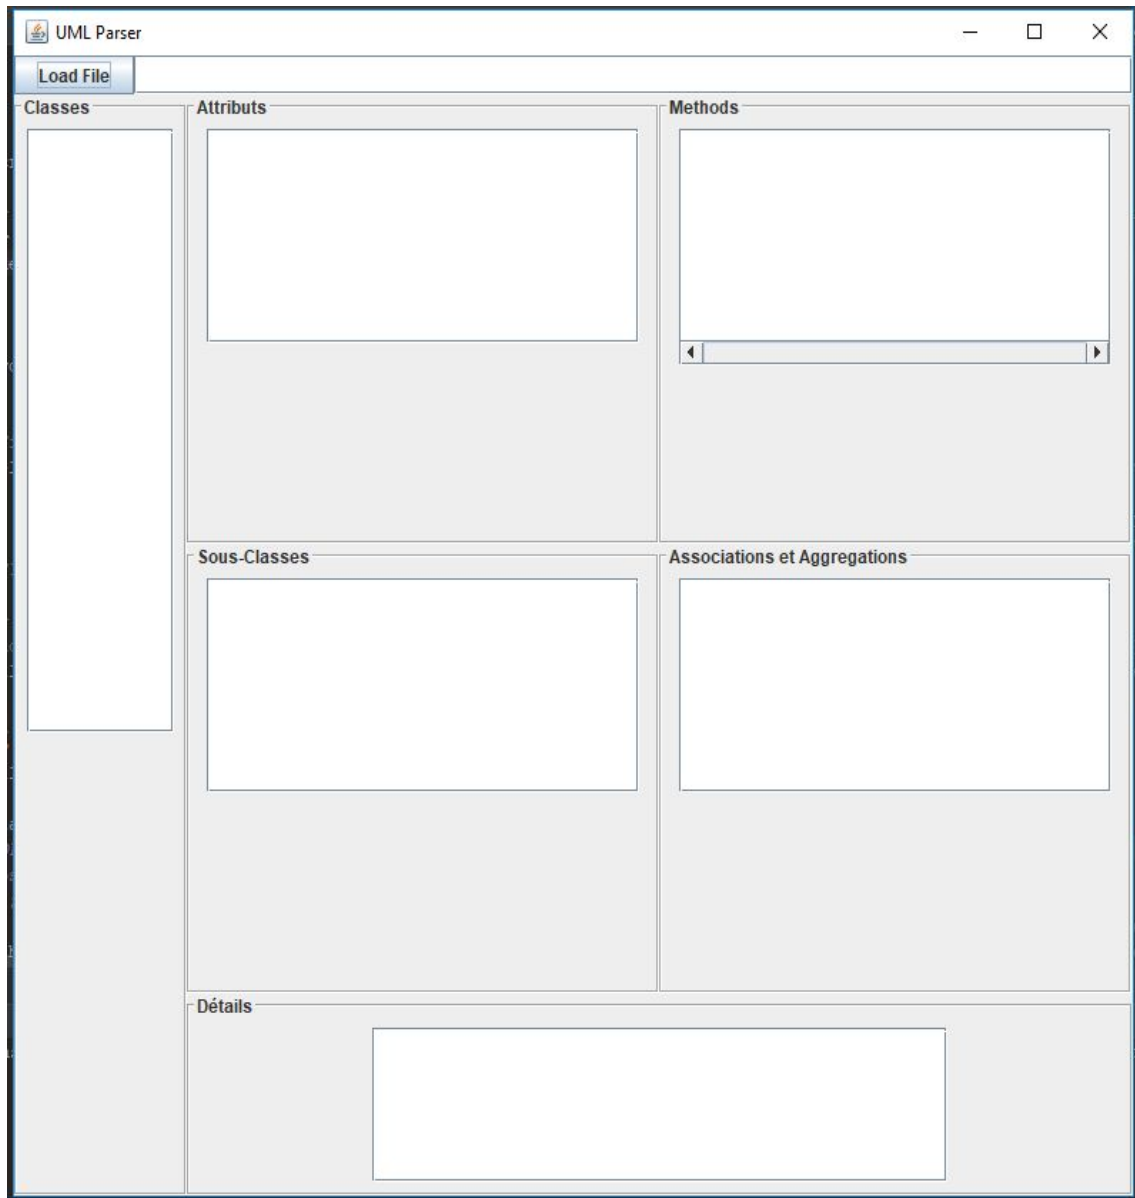 UML Parser
Load File
Classes
Attributs
Methods
Sous-Classes
Associations et Aggregations
Détails